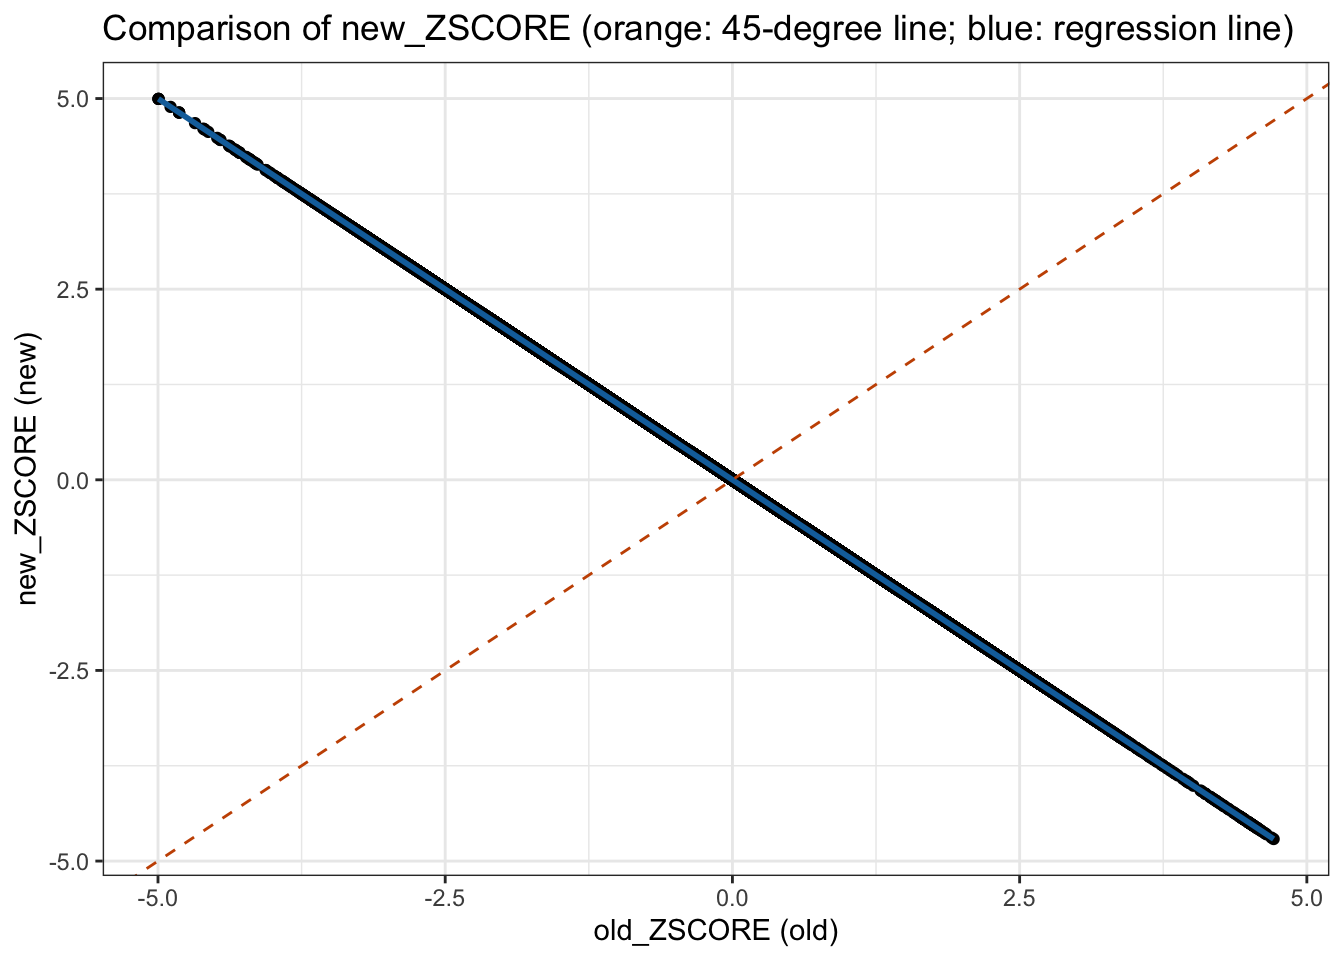 Comparison of new_ZSCORE (orange: 45-degree line; blue: regression line)
5.0
2.5
0.0
-2.5
-5.0
new_ZSCORE (new)
-5.0 -2.5 0.0 2.5 5.0
old_ZSCORE (old)